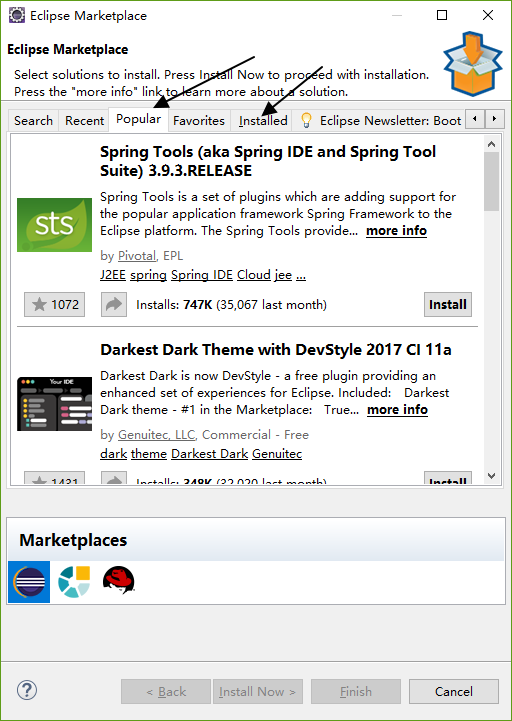 Eclipse Marketplace
Eclipse Marketplace
Select solutions to install. Press Install Now to proceed with installation.
Press the "more info" link to learn more about a solution.
Search Recent Popular Favorites Installed Eclipse Newsletter: Boot
Spring Tools (aka Spring IDE and Spring Tool
Suite) 3.9.3.RELEASE
sts
Spring Tools is a set of plugins which are adding support for
the popular application framework Spring Framework to the
Eclipse platform. The Spring Tools provide... more info
by Pivotal, EPL
J2EE spring Spring IDE Cloud jee ...
1072 Installs: 747K (35,067 last month) Install
Darkest Dark Theme with DevStyle 2017 CI 11a
Your IDE
Darkest Dark is now DevStyle - a free plugin providing an
enhanced set of experiences for Eclipse. Included: Darkest
Dark theme - #1 in the Marketplace: True... more info
by Genuitec, LLC, Commercial - Free
dark theme Darkest Dark Genuitec
1431 Installs: 348K (32,020 last month) Install
Marketplaces
? < Back Install Now > Finish Cancel